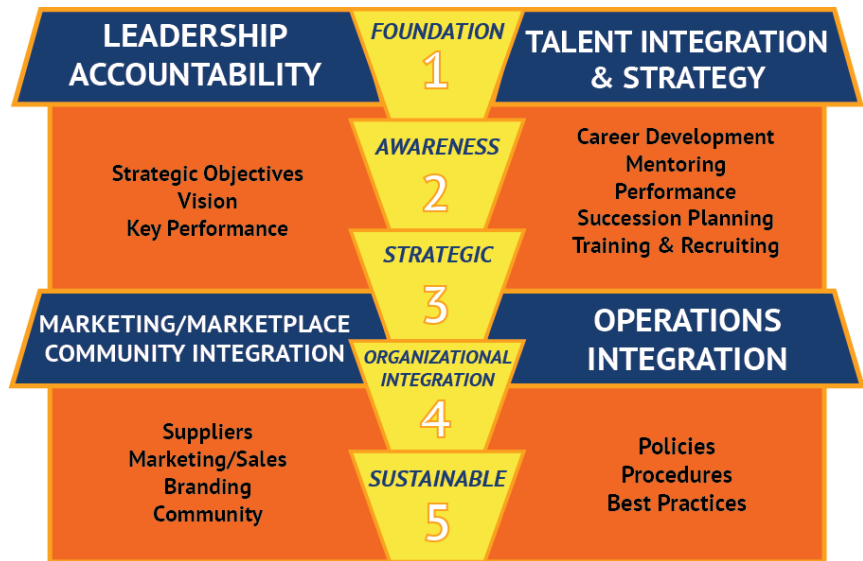 LEADERSHIP
ACCOUNTABILITY
Strategic Objectives
Vision
Key Performance
FOUNDATION
1
AWARENESS
2
STRATEGIC
3
ORGANIZATIONAL
INTEGRATION
4
SUSTAINABLE
5
TALENT INTEGRATION
& STRATEGY
Career Development
Mentoring
Performance
Succession Planning
Training & Recruiting
MARKETING/MARKETPLACE
COMMUNITY INTEGRATION
Suppliers
Marketing/Sales
Branding
Community
OPERATIONS
INTEGRATION
Policies
Procedures
Best Practices